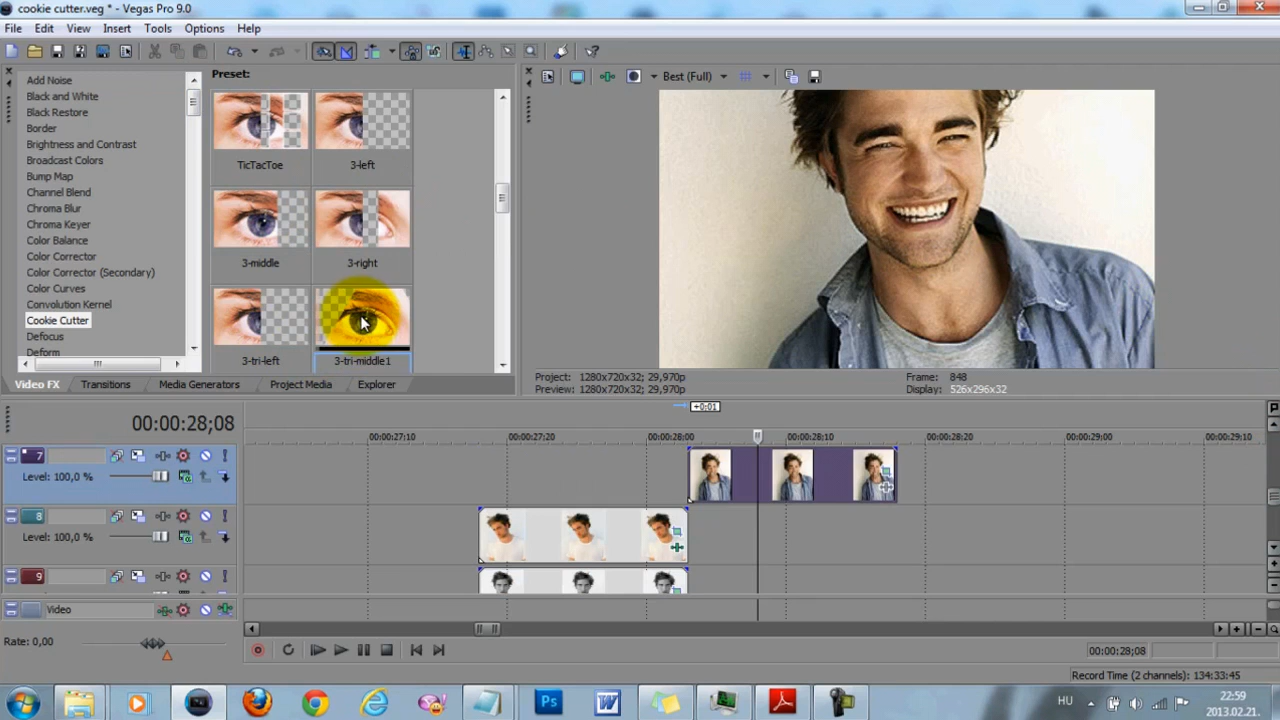 cookie cutter.veg * - Vegas Pro 9.0
File Edit View Insert Tools Options Help
Add Noise
Black and White
Black Restore
Border
Brightness and Contrast
Broadcast Colors
Bump Map
Channel Blend
Chroma Blur
Chroma Keyer
Color Balance
Color Corrector
Color Corrector (Secondary)
Color Curves
Convolution Kernel
Cookie Cutter
Defocus
Deform
Preset:
TicTacToe 3-left
3-middle 3-right
3-tri-left 3-tri-middle1
Best (Full)
Video FX Transitions Media Generators Project Media Explorer
Project: 1280x720x32; 29,970p
Preview: 1280x720x32; 29,970p
Frame: 848
Display: 526x296x32
00:00:28;08
+0:01
00:00:27;10 00:00:27;20 00:00:28;00 00:00:28;10 00:00:28;20 00:00:29;00 00:00:29;10
7
Level: 100,0 %
8
Level: 100,0 %
9
Video
Rate: 0,00
00:00:28;08
Record Time (2 channels): 134:33:45
Ps W
HU
22:59
2013.02.21.